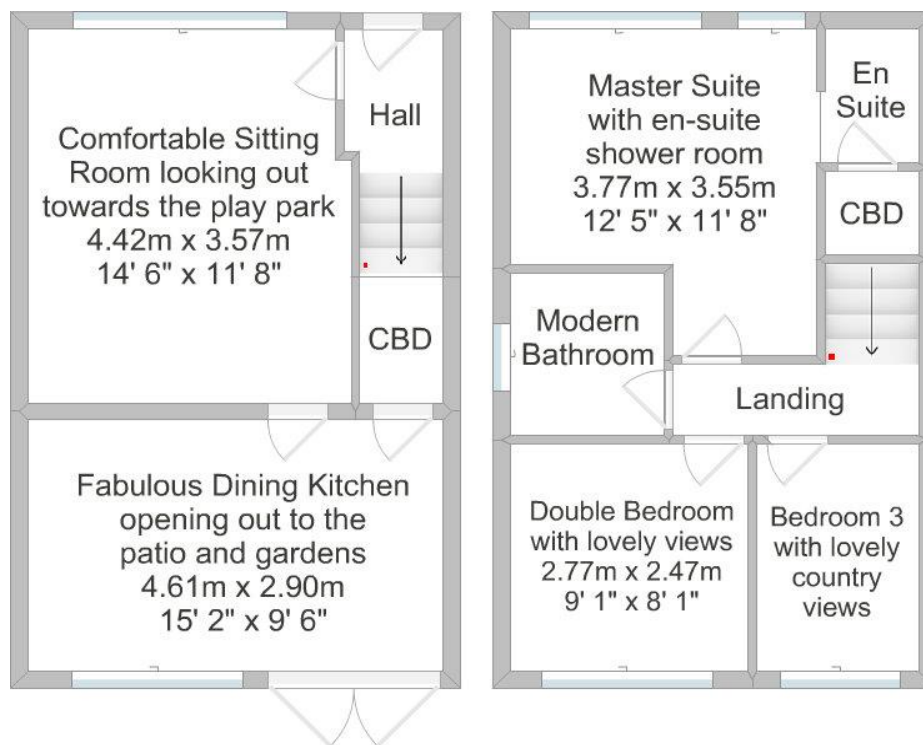 Comfortable Sitting
Room looking out
towards the play park
4.42m x 3.57m
14' 6" x 11' 8"
Hall
CBD
Fabulous Dining Kitchen
opening out to the
patio and gardens
4.61m x 2.90m
15' 2" x 9' 6"
Master Suite
with en-suite
shower room
3.77m x 3.55m
12' 5" x 11' 8"
En
Suite
CBD
Modern
Bathroom
Landing
Double Bedroom
with lovely views
2.77m x 2.47m
9' 1" x 8' 1"
Bedroom 3
with lovely
country
views